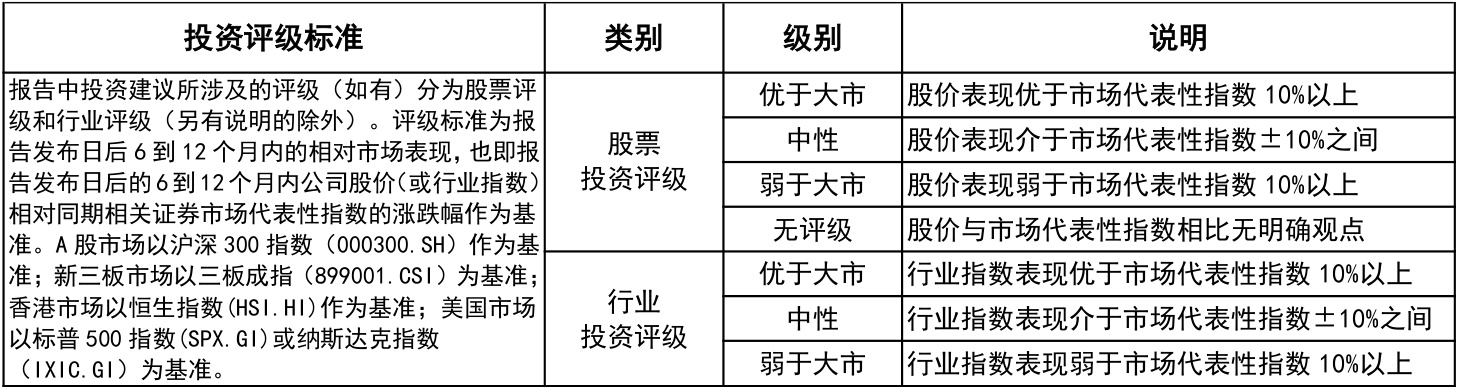 投资评级标准 类别 级别 说明
报告中投资建议所涉及的评级（如有）分为股票评
级和行业评级（另有说明的除外）。评级标准为报
告发布日后 6 到 12 个月内的相对市场表现，也即报
告发布日后的 6 到 12 个月内公司股价（或行业指数）
相对同期相关证券市场代表性指数的涨跌幅作为基
准。A 股市场以沪深 300 指数（000300.SH）作为基
准；新三板市场以三板成指（899001.CSI）为基准；
香港市场以恒生指数(HSI.HI)作为基准；美国市场
以标普 500 指数(SPX.GI)或纳斯达克指数
（IXIC.GI）为基准。
股票
投资评级
优于大市 股价表现优于市场代表性指数 10%以上
中性 股价表现介于市场代表性指数±10%之间
弱于大市 股价表现弱于市场代表性指数 10%以上
无评级 股价与市场代表性指数相比无明确观点
行业
投资评级
优于大市 行业指数表现优于市场代表性指数 10%以上
中性 行业指数表现介于市场代表性指数±10%之间
弱于大市 行业指数表现弱于市场代表性指数 10%以上